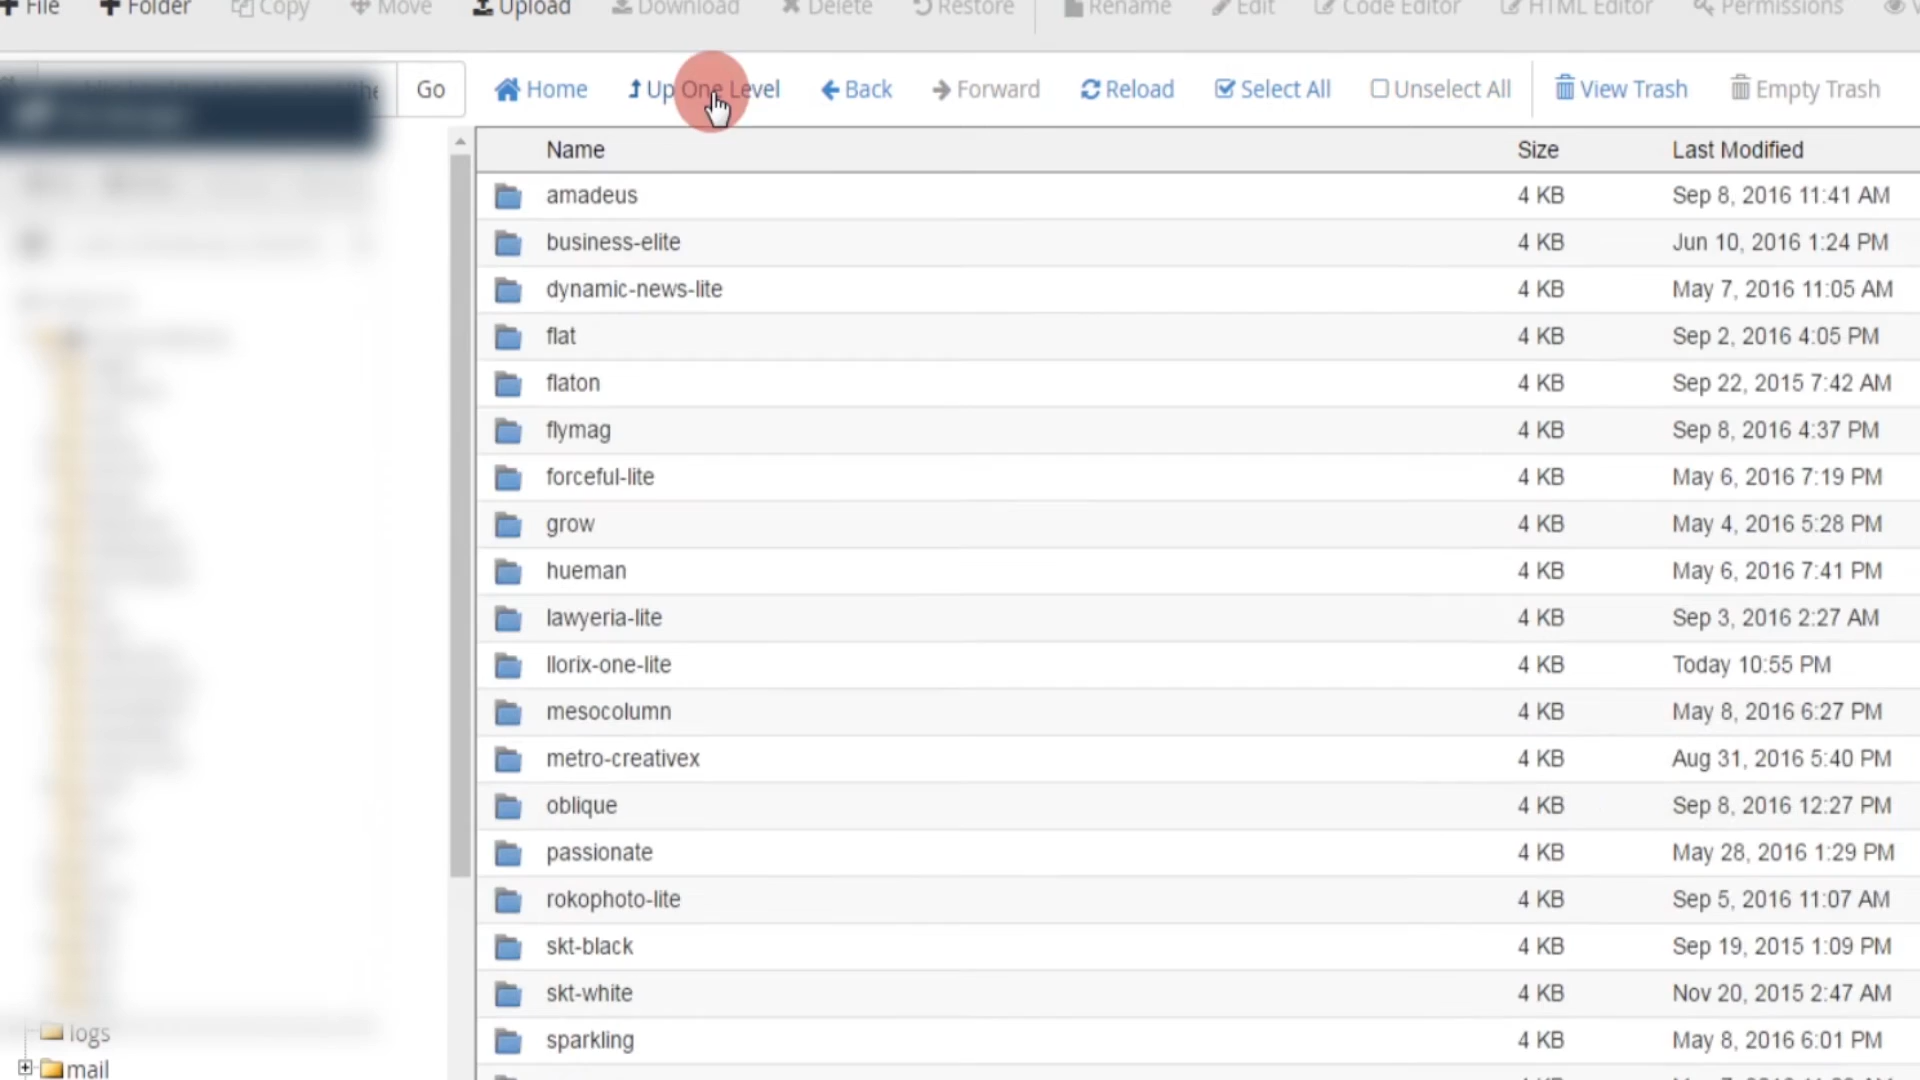 File Folder Copy Move Upload Download Delete Restore Rename Edit Code Editor HTML Editor Permissions
Go Home Up One Level Back Forward Reload Select All Unselect All View Trash Empty Trash
Name Size Last Modified
amadeus 4 KB Sep 8, 2016 11:41 AM
business-elite 4 KB Jun 10, 2016 1:24 PM
dynamic-news-lite 4 KB May 7, 2016 11:05 AM
flat 4 KB Sep 2, 2016 4:05 PM
flaton 4 KB Sep 22, 2015 7:42 AM
flymag 4 KB Sep 8, 2016 4:37 PM
forceful-lite 4 KB May 6, 2016 7:19 PM
grow 4 KB May 4, 2016 5:28 PM
hueman 4 KB May 6, 2016 7:41 PM
lawyeria-lite 4 KB Sep 3, 2016 2:27 AM
llorix-one-lite 4 KB Today 10:55 PM
mesocolumn 4 KB May 8, 2016 6:27 PM
metro-creativex 4 KB Aug 31, 2016 5:40 PM
oblique 4 KB Sep 8, 2016 12:27 PM
passionate 4 KB May 28, 2016 1:29 PM
rokophoto-lite 4 KB Sep 5, 2016 11:07 AM
skt-black 4 KB Sep 19, 2015 1:09 PM
skt-white 4 KB Nov 20, 2015 2:47 AM
sparkling 4 KB May 8, 2016 6:01 PM
logs
mail